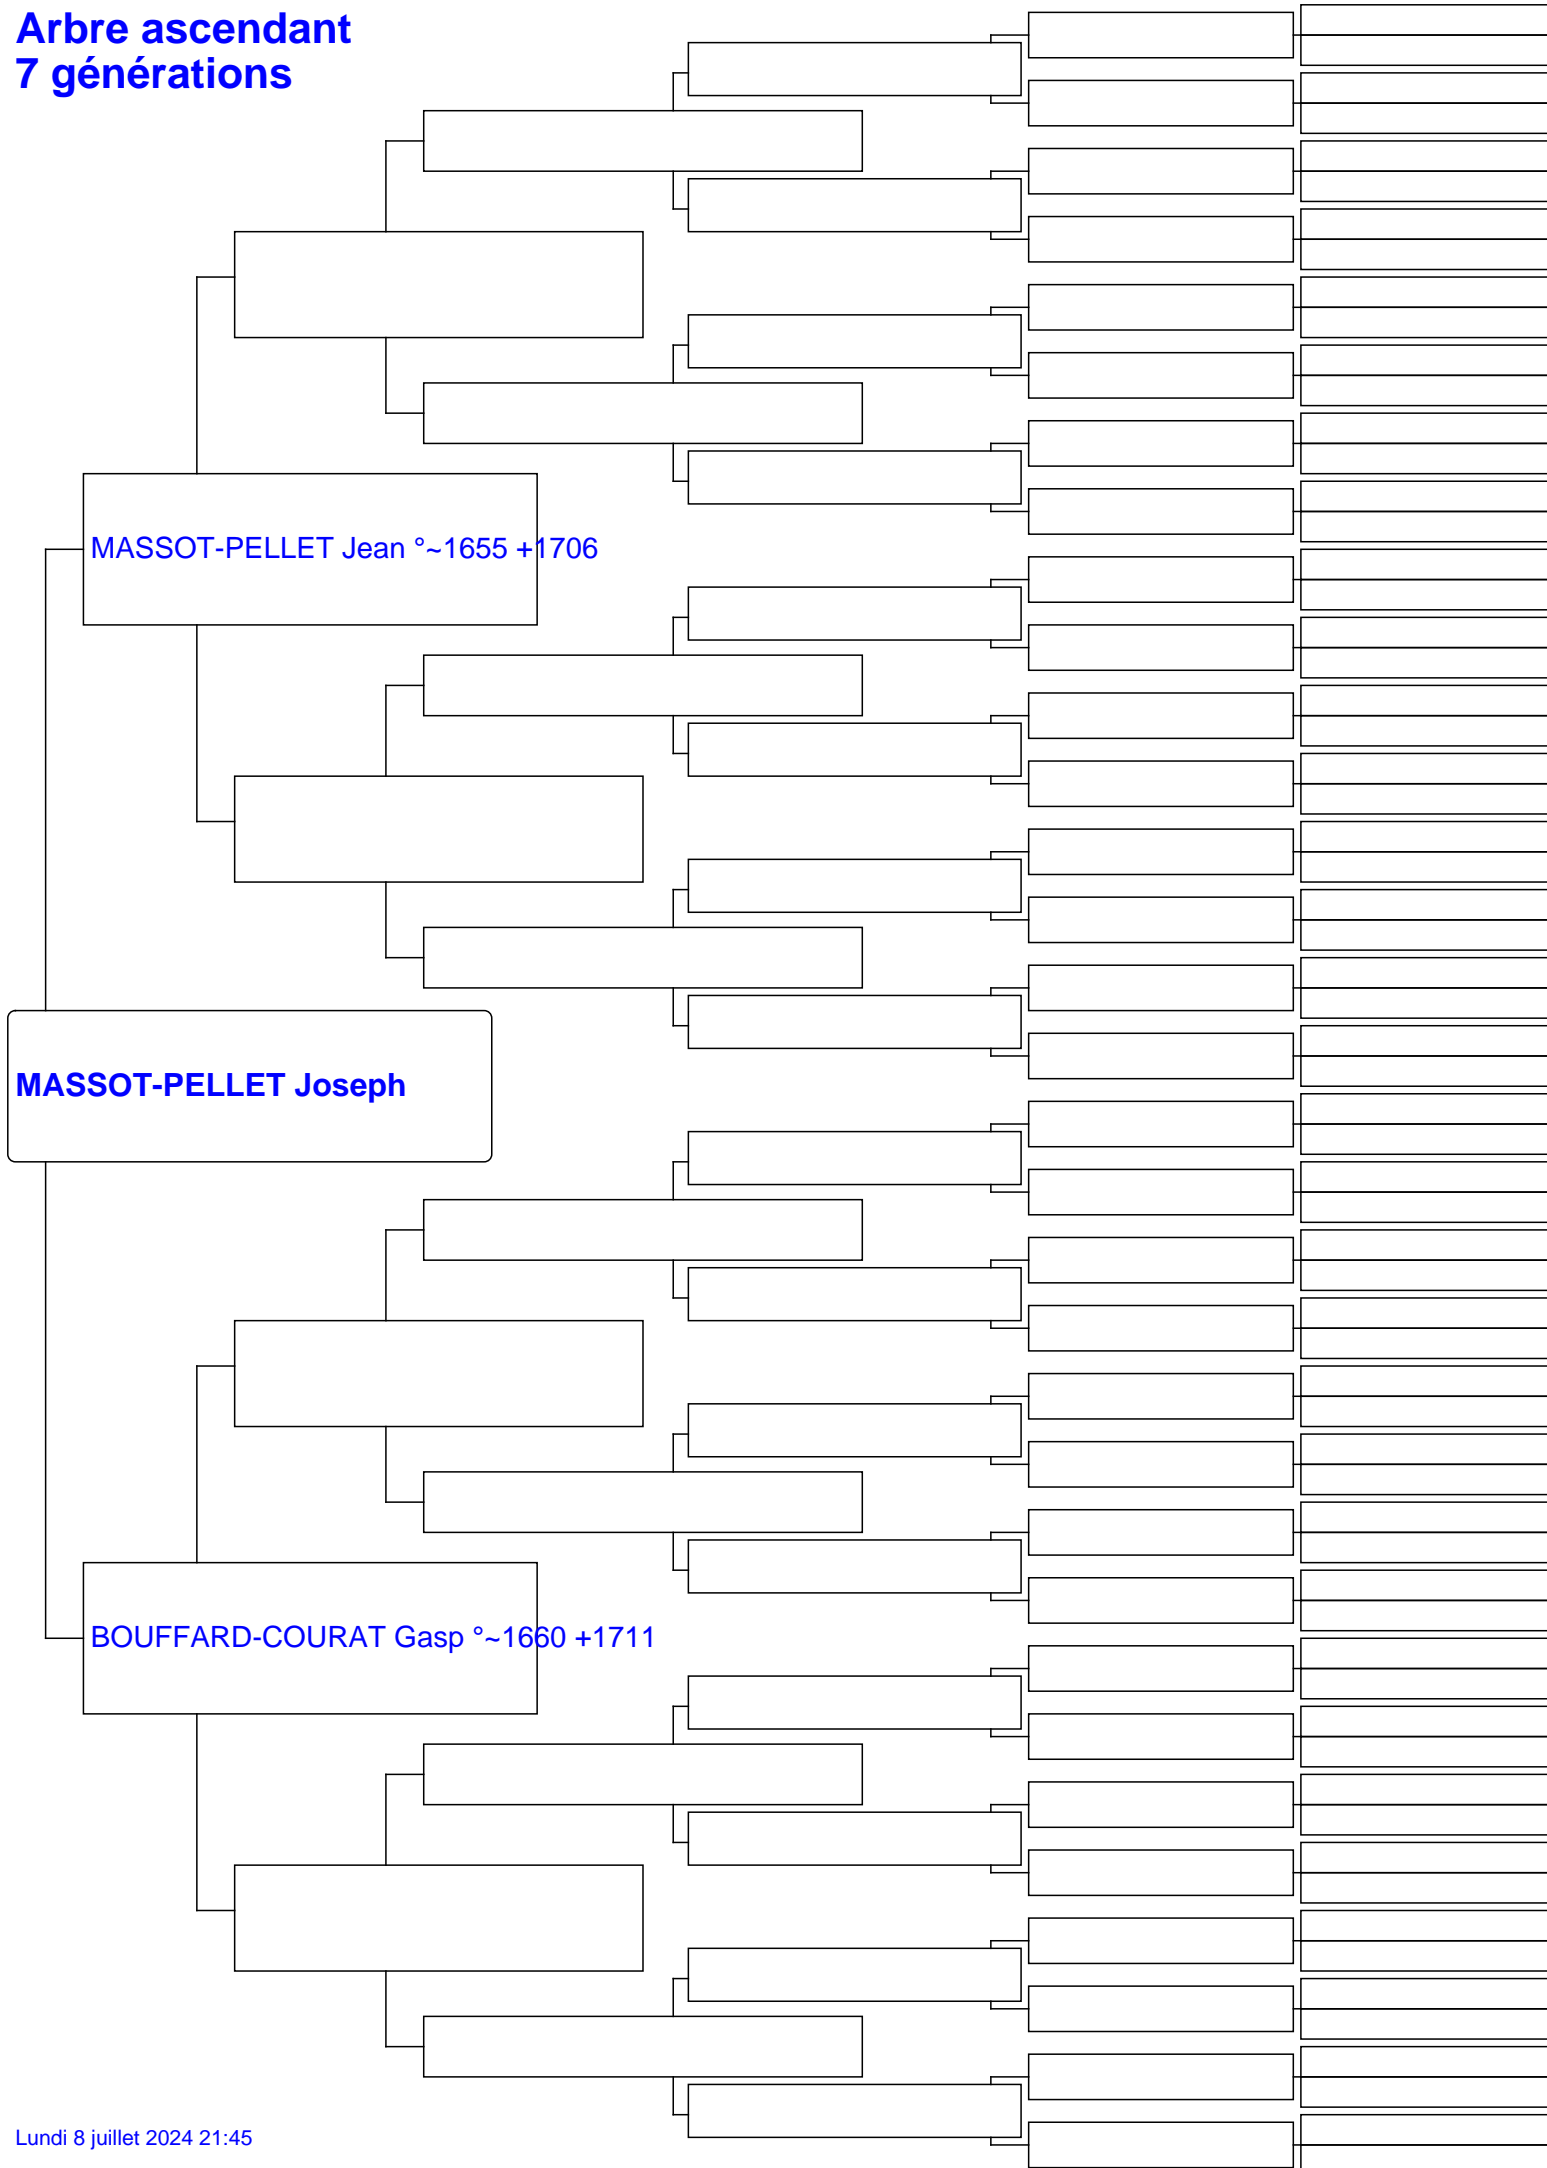 Arbre ascendant
7 générations
MASSOT-PELLET Jean °~1655 +1706
MASSOT-PELLET Joseph
BOUFFARD-COURAT Gasp °~1660 +1711
Lundi 8 juillet 2024 21:45